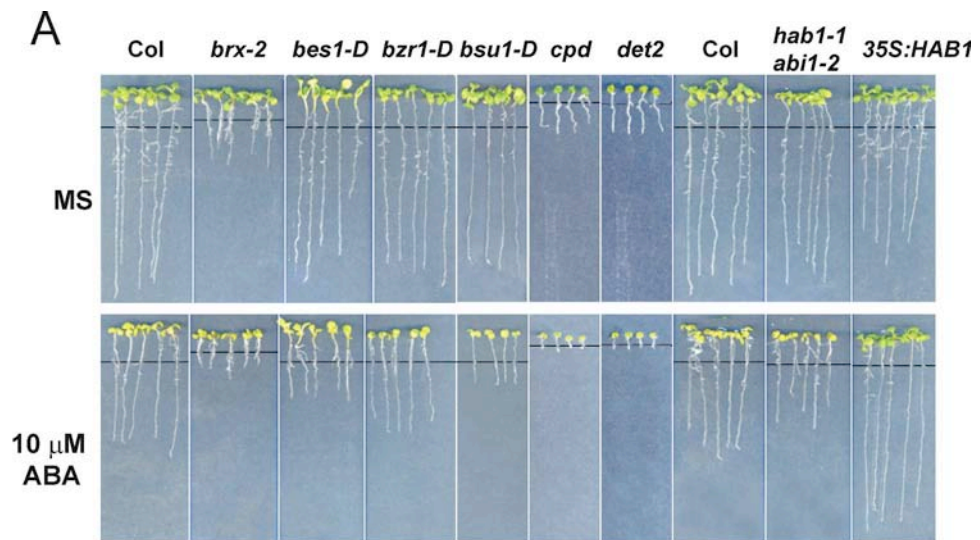 A
Col brx-2 bes1-D bzr1-D bsu1-D cpd det2 Col hab1-1 35S:HAB1
abi1-2
MS
10 μM
ABA